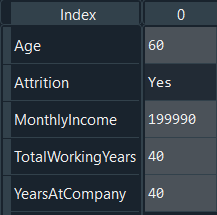 Index 0
Age 60
Attrition Yes
MonthlyIncome 199990
TotalWorkingYears 40
YearsAtCompany 40